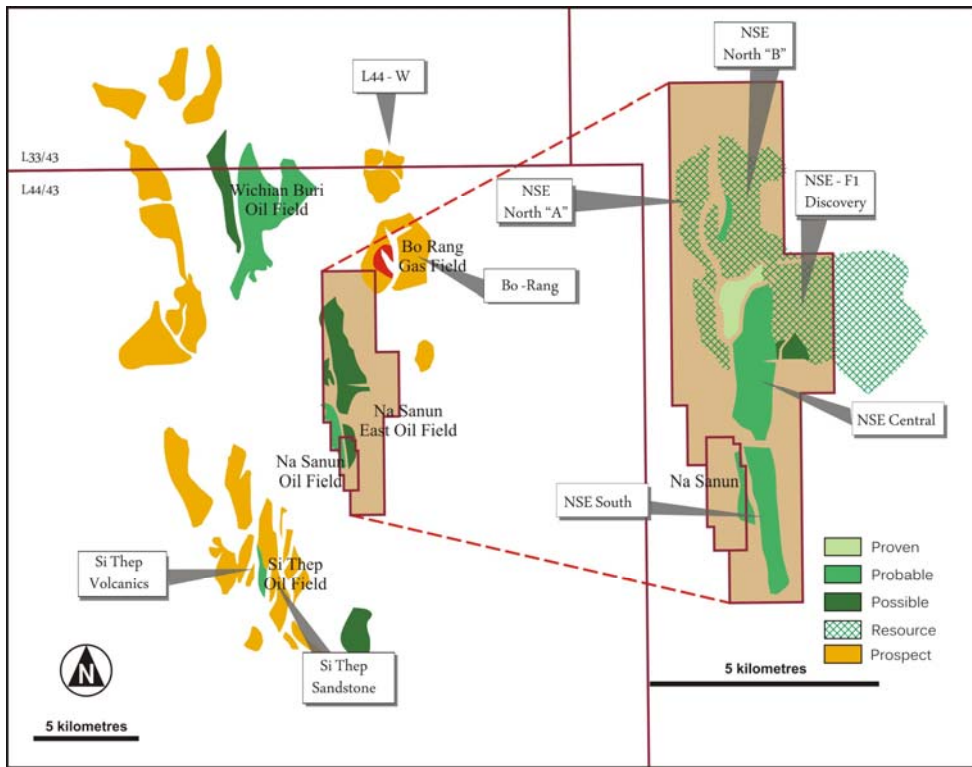 NSE
North "B"
L44 - W
L33/43
L44/43
NSE - F1
Discovery
Wichian Buri
Oil Field
NSE
North "A"
Bo Rang
Gas Field
Bo -Rang
Na Sanun
East Oil Field
NSE Central
Na Sanun
Oil Field
Na Sanun
NSE South
Si Thep
Volcanics
Si Thep
Oil Field
Proven
Probable
Possible
Resource
Prospect
N
Si Thep
Sandstone
5 kilometres
5 kilometres